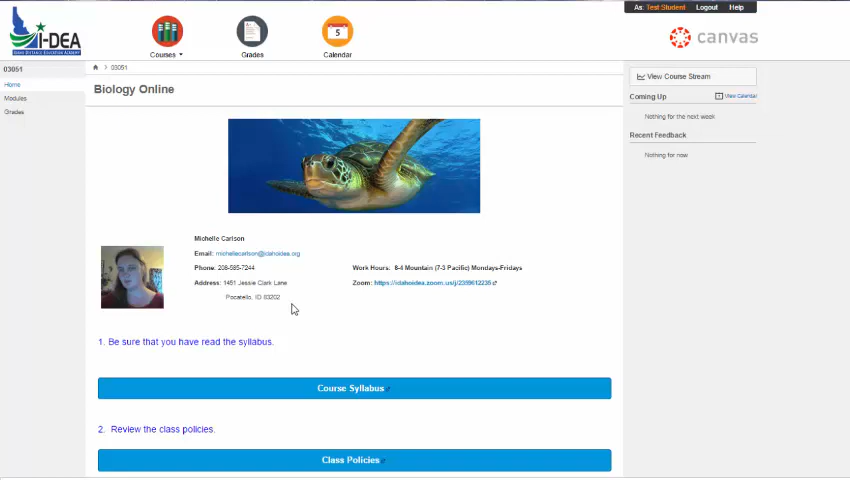 I-DEA
IDAHO DISTANCE EDUCATION ACADEMY
Courses
5
Grades
Calendar
As: Test Student Logout Help
canvas
03051
Home
Modules
Grades
03051
Biology Online
View Course Stream
Coming Up
View Calendar
Nothing for the next week
Recent Feedback
Nothing for now
Michelle Carlson
Email: michellecarlson@idahoidea.org
Phone: 208-585-7244
Work Hours: 8-4 Mountain (7-3 Pacific) Mondays-Fridays
Address: 1451 Jessie Clark Lane
Zoom: https://idahoidea.zoom.us/j/2359612235
Pocatello, ID 83202
1. Be sure that you have read the syllabus.
Course Syllabus
2. Review the class policies.
Class Policies